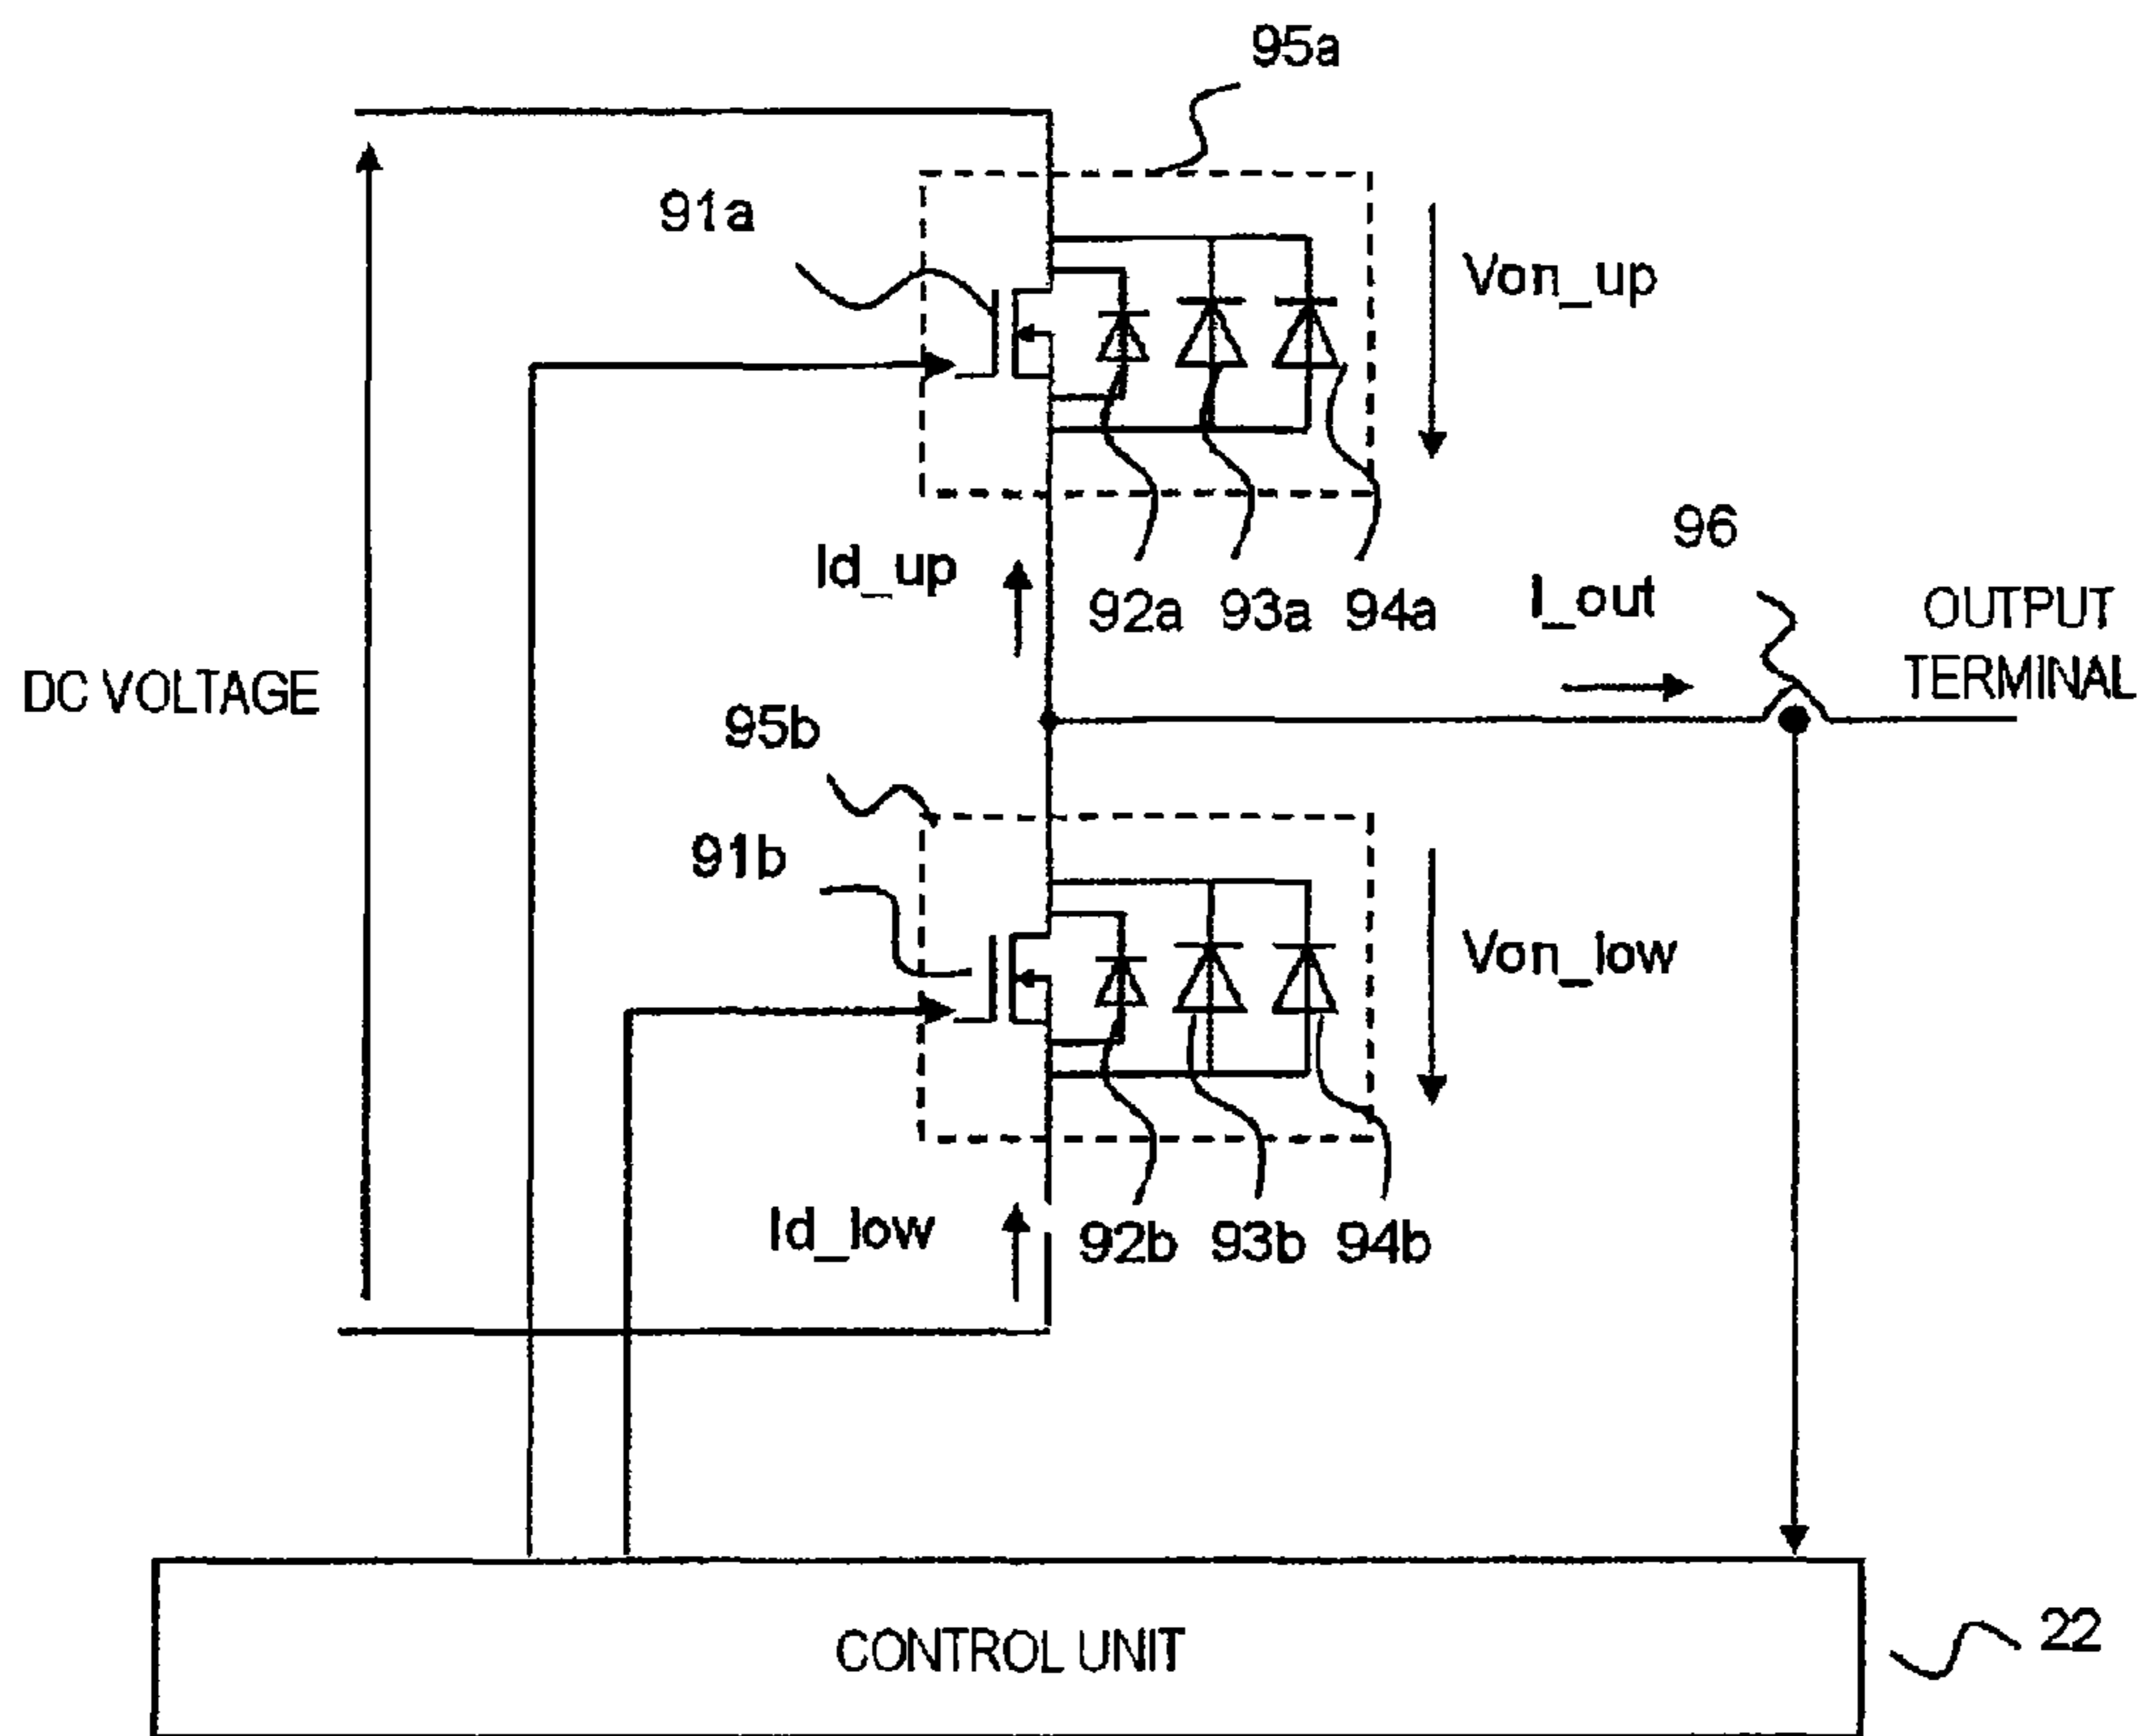 95a
91a
Von_up
Id_up
92a 93a 94a
I_out
96
OUTPUT
TERMINAL
DC VOLTAGE
95b
91b
Von_low
Id_low
92b 93b 94b
CONTROL UNIT
22